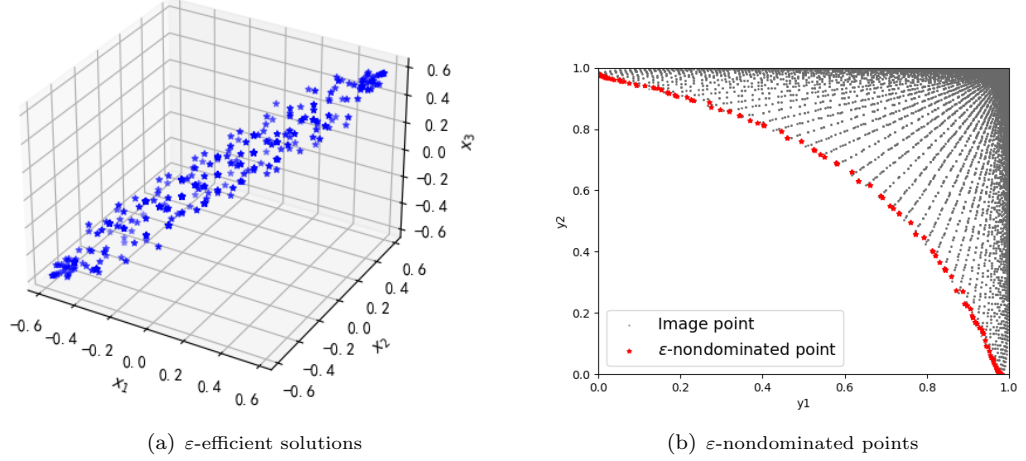 0.6
0.4
0.2
0.0
−0.2
−0.4
−0.6
x3
−0.6
−0.4
−0.2
0.0
0.2
0.4
0.6
x1
−0.6
−0.4
−0.2
0.0
0.2
0.4
0.6
x2
(a) ε-efficient solutions
1.0
0.8
0.6
0.4
0.2
0.0
y2
Image point
ε-nondominated point
0.0 0.2 0.4 0.6 0.8 1.0
y1
(b) ε-nondominated points